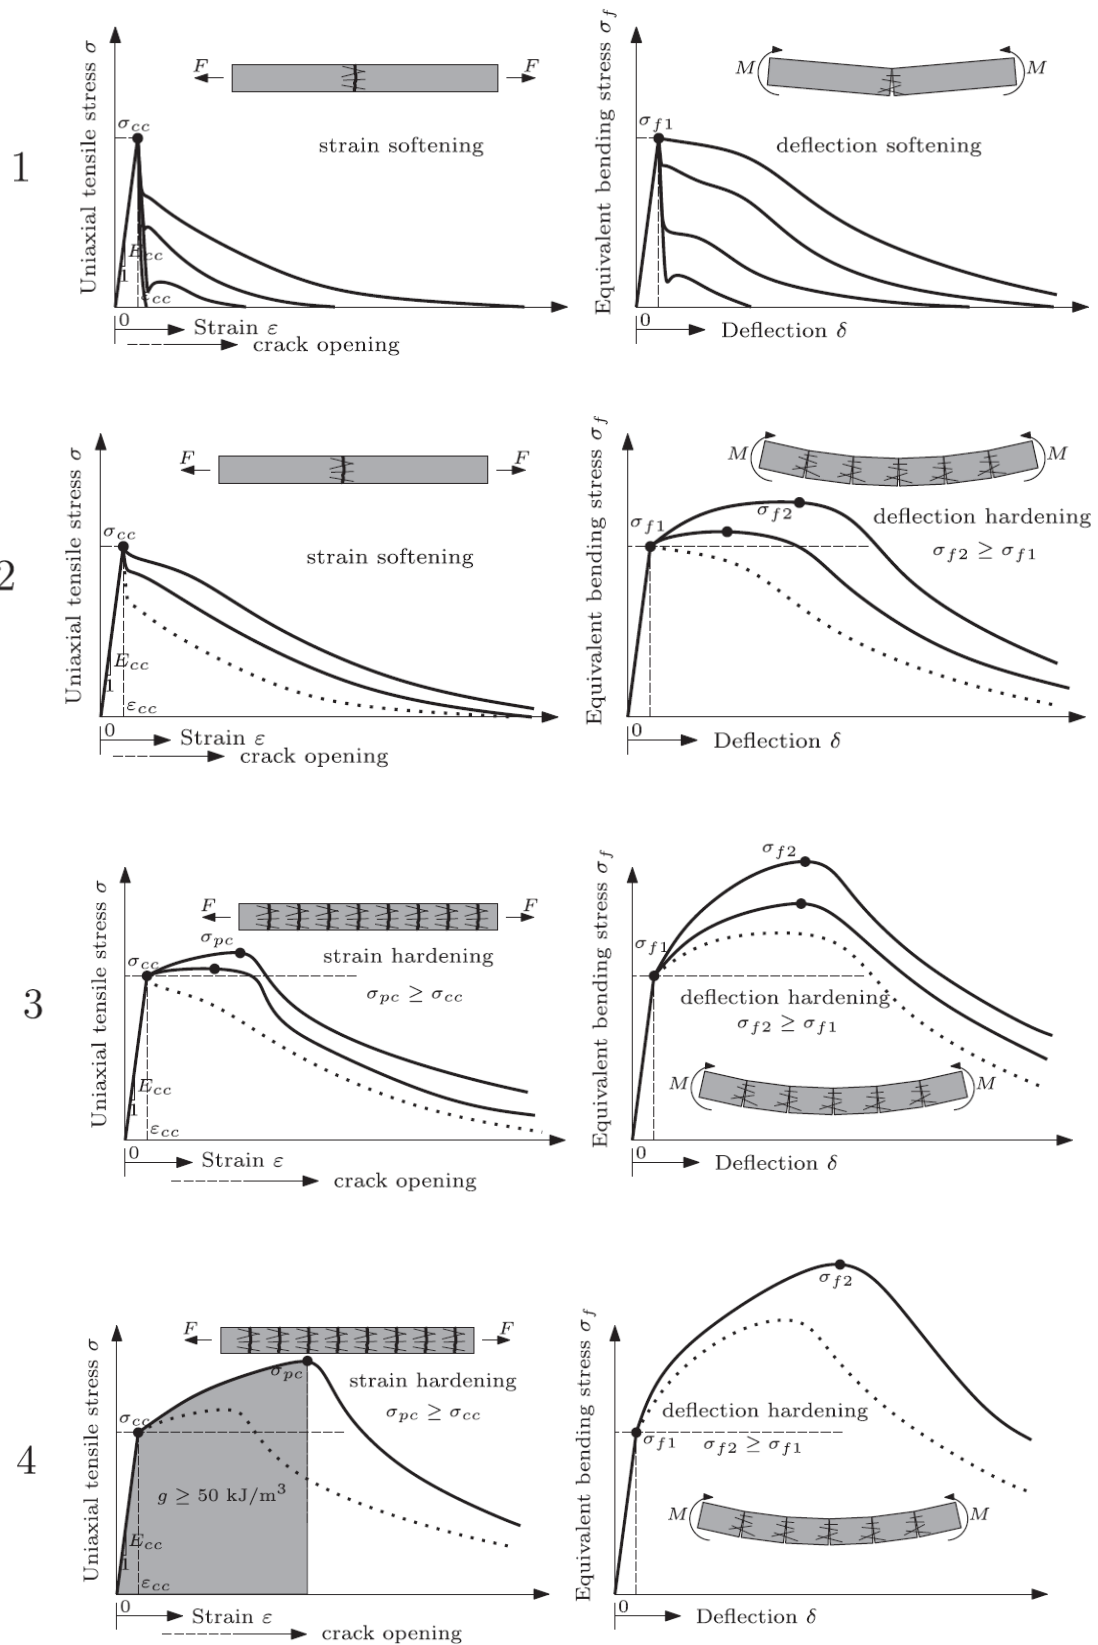 1
Uniaxial tensile stress σ
F
F
σcc
strain softening
Ecc
1
εcc
0
Strain ε
crack opening
Equivalent bending stress σf
M
M
σf1
deflection softening
0
Deflection δ
2
Uniaxial tensile stress σ
F
F
σcc
strain softening
Ecc
1
εcc
0
Strain ε
crack opening
Equivalent bending stress σf
M
M
σf1
σf2
deflection hardening
σf2 ≥ σf1
0
Deflection δ
3
Uniaxial tensile stress σ
F
F
σpc
σcc
strain hardening
σpc ≥ σcc
Ecc
1
εcc
0
Strain ε
crack opening
Equivalent bending stress σf
σf2
σf1
deflection hardening
σf2 ≥ σf1
M
M
0
Deflection δ
4
Uniaxial tensile stress σ
F
F
σpc
strain hardening
σpc ≥ σcc
σcc
g ≥ 50 kJ/m³
Ecc
1
εcc
0
Strain ε
crack opening
Equivalent bending stress σf
σf2
deflection hardening
σf1
σf2 ≥ σf1
M
M
0
Deflection δ